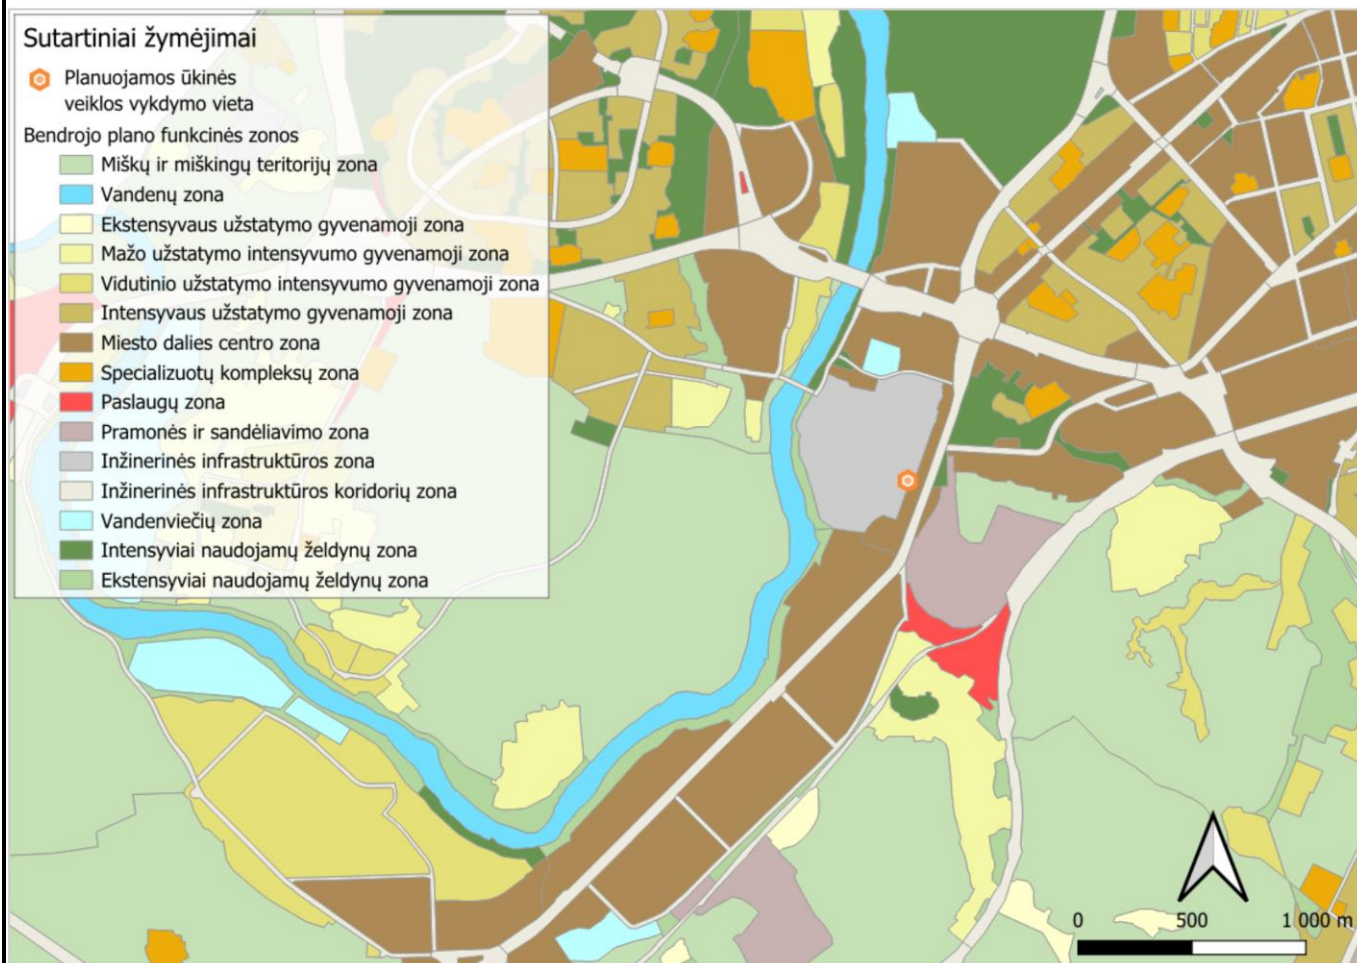 Sutartiniai žymėjimai
Planuojamos ūkinės
veiklos vykdymo vieta
Bendrojo plano funkcinės zonos
Miškų ir miškingų teritorijų zona
Vandenų zona
Ekstensyvaus užstatymo gyvenamoji zona
Mažo užstatymo intensyvumo gyvenamoji zona
Vidutinio užstatymo intensyvumo gyvenamoji zona
Intensyvaus užstatymo gyvenamoji zona
Miesto dalies centro zona
Specializuotų kompleksų zona
Paslaugų zona
Pramonės ir sandėliavimo zona
Inžinerinės infrastruktūros zona
Inžinerinės infrastruktūros koridorių zona
Vandenviečių zona
Intensyviai naudojamų želdynų zona
Ekstensyviai naudojamų želdynų zona
0 500 1 000 m